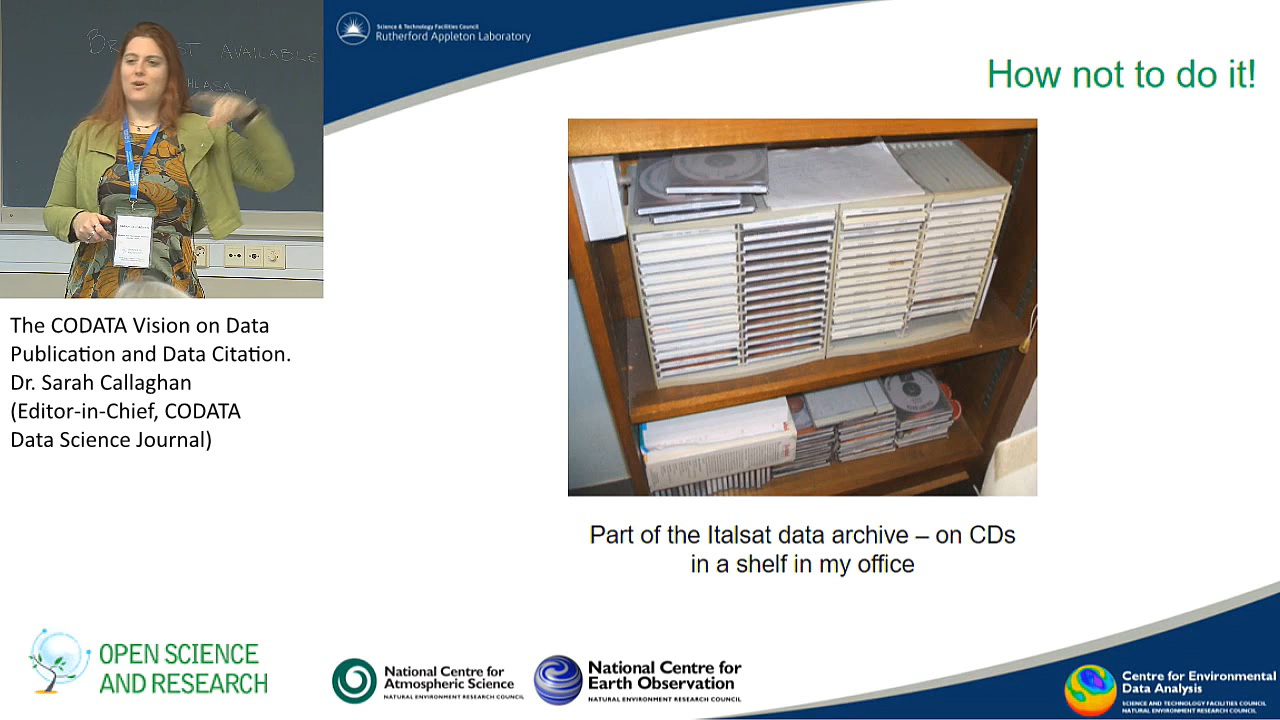 AVAILABLE
Science & Technology Facilities Council
Rutherford Appleton Laboratory
How not to do it!
The CODATA Vision on Data
Publication and Data Citation.
Dr. Sarah Callaghan
(Editor-in-Chief, CODATA
Data Science Journal)
Part of the Italsat data archive – on CDs
in a shelf in my office
OPEN SCIENCE
AND RESEARCH
National Centre for
Atmospheric Science
NATURAL ENVIRONMENT RESEARCH COUNCIL
National Centre for
Earth Observation
NATURAL ENVIRONMENT RESEARCH COUNCIL
Centre for Environmental
Data Analysis
SCIENCE AND TECHNOLOGY FACILITIES COUNCIL
NATURAL ENVIRONMENT RESEARCH COUNCIL